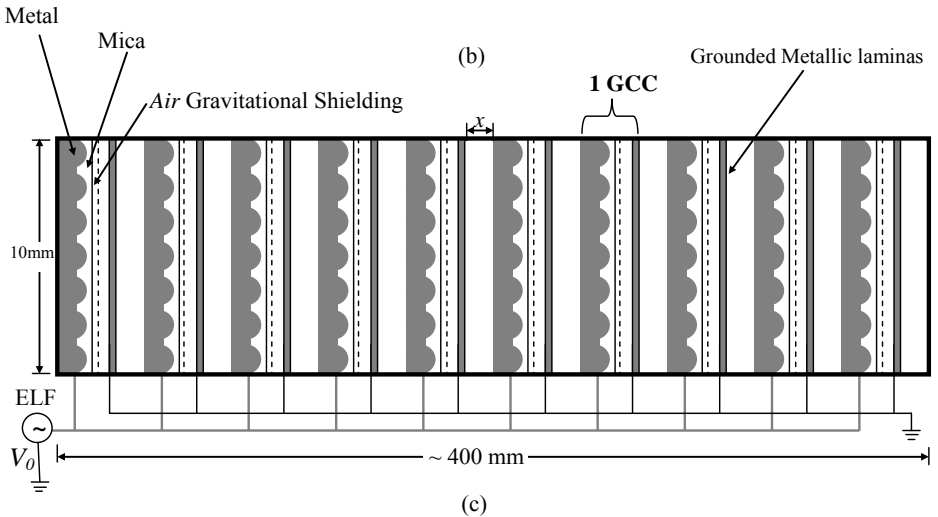 Metal
Mica
(b)
Grounded Metallic laminas
1 GCC
Air Gravitational Shielding
x
10mm
ELF
~
V0
~ 400 mm
(c)